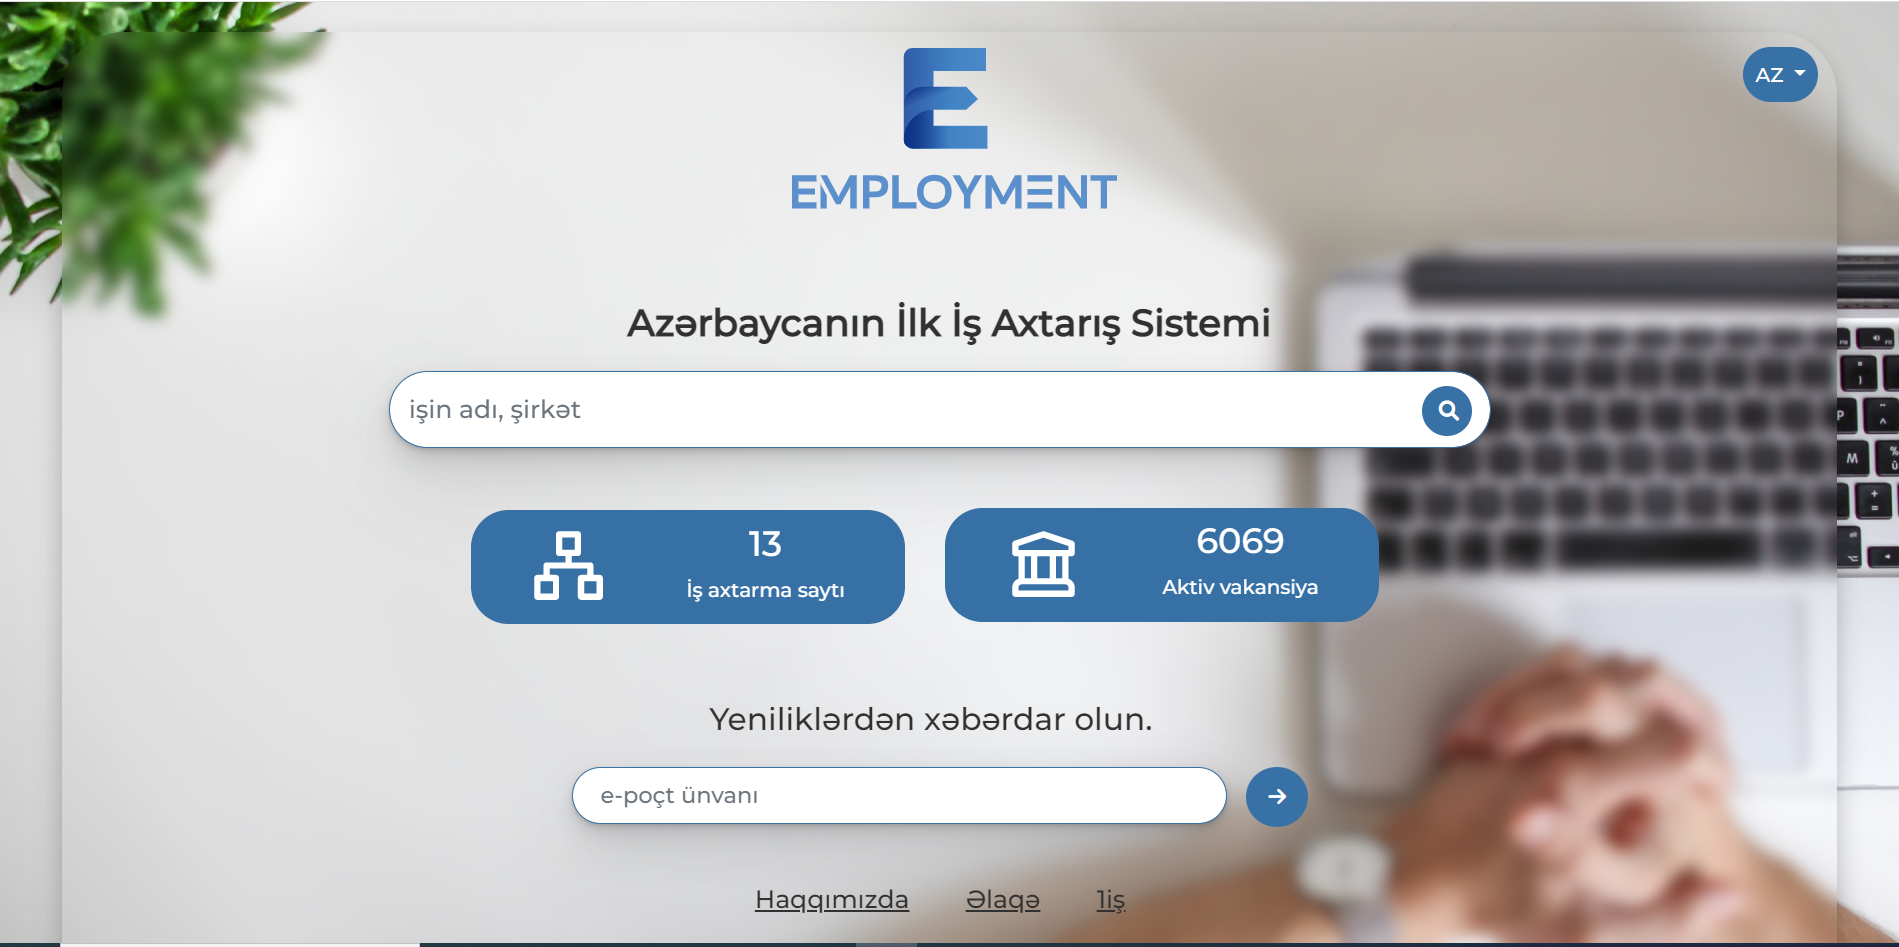 AZ
EMPLOYMENT
Azərbaycanın İlk İş Axtarış Sistemi
işin adı, şirkət
13
İş axtarma saytı
6069
Aktiv vakansiya
Yeniliklərdən xəbərdar olun.
e-poçt ünvanı
Haqqımızda Əlaqə 1iş